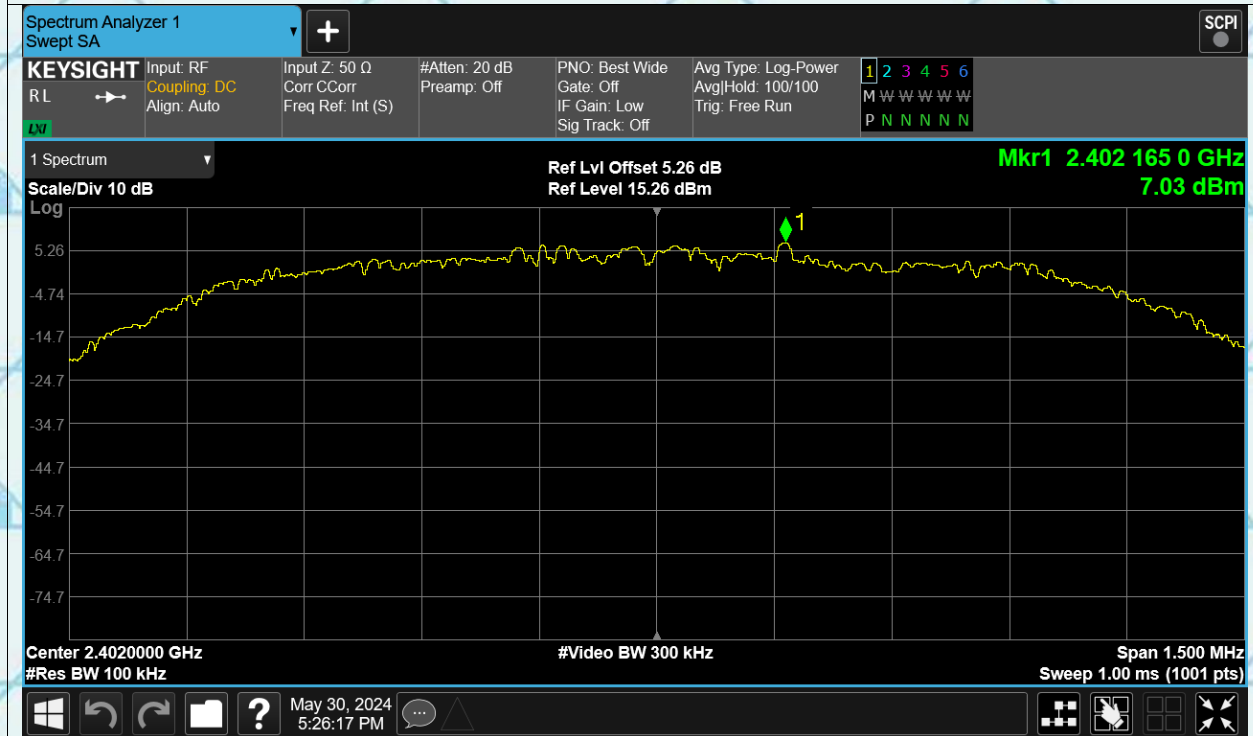 Spectrum Analyzer 1
Swept SA
SCPI
KEYSIGHT
RL
LXI
Input: RF
Coupling: DC
Align: Auto
Input Z: 50 Ω
Corr CCorr
Freq Ref: Int (S)
#Atten: 20 dB
Preamp: Off
PNO: Best Wide
Gate: Off
IF Gain: Low
Sig Track: Off
Avg Type: Log-Power
Avg|Hold: 100/100
Trig: Free Run
1 2 3 4 5 6
M W W W W W
P N N N N N
1 Spectrum
Scale/Div 10 dB
Log
Ref Lvl Offset 5.26 dB
Ref Level 15.26 dBm
Mkr1 2.402 165 0 GHz
7.03 dBm
1
5.26
-4.74
-14.7
-24.7
-34.7
-44.7
-54.7
-64.7
-74.7
Center 2.4020000 GHz
#Res BW 100 kHz
#Video BW 300 kHz
Span 1.500 MHz
Sweep 1.00 ms (1001 pts)
?
May 30, 2024
5:26:17 PM